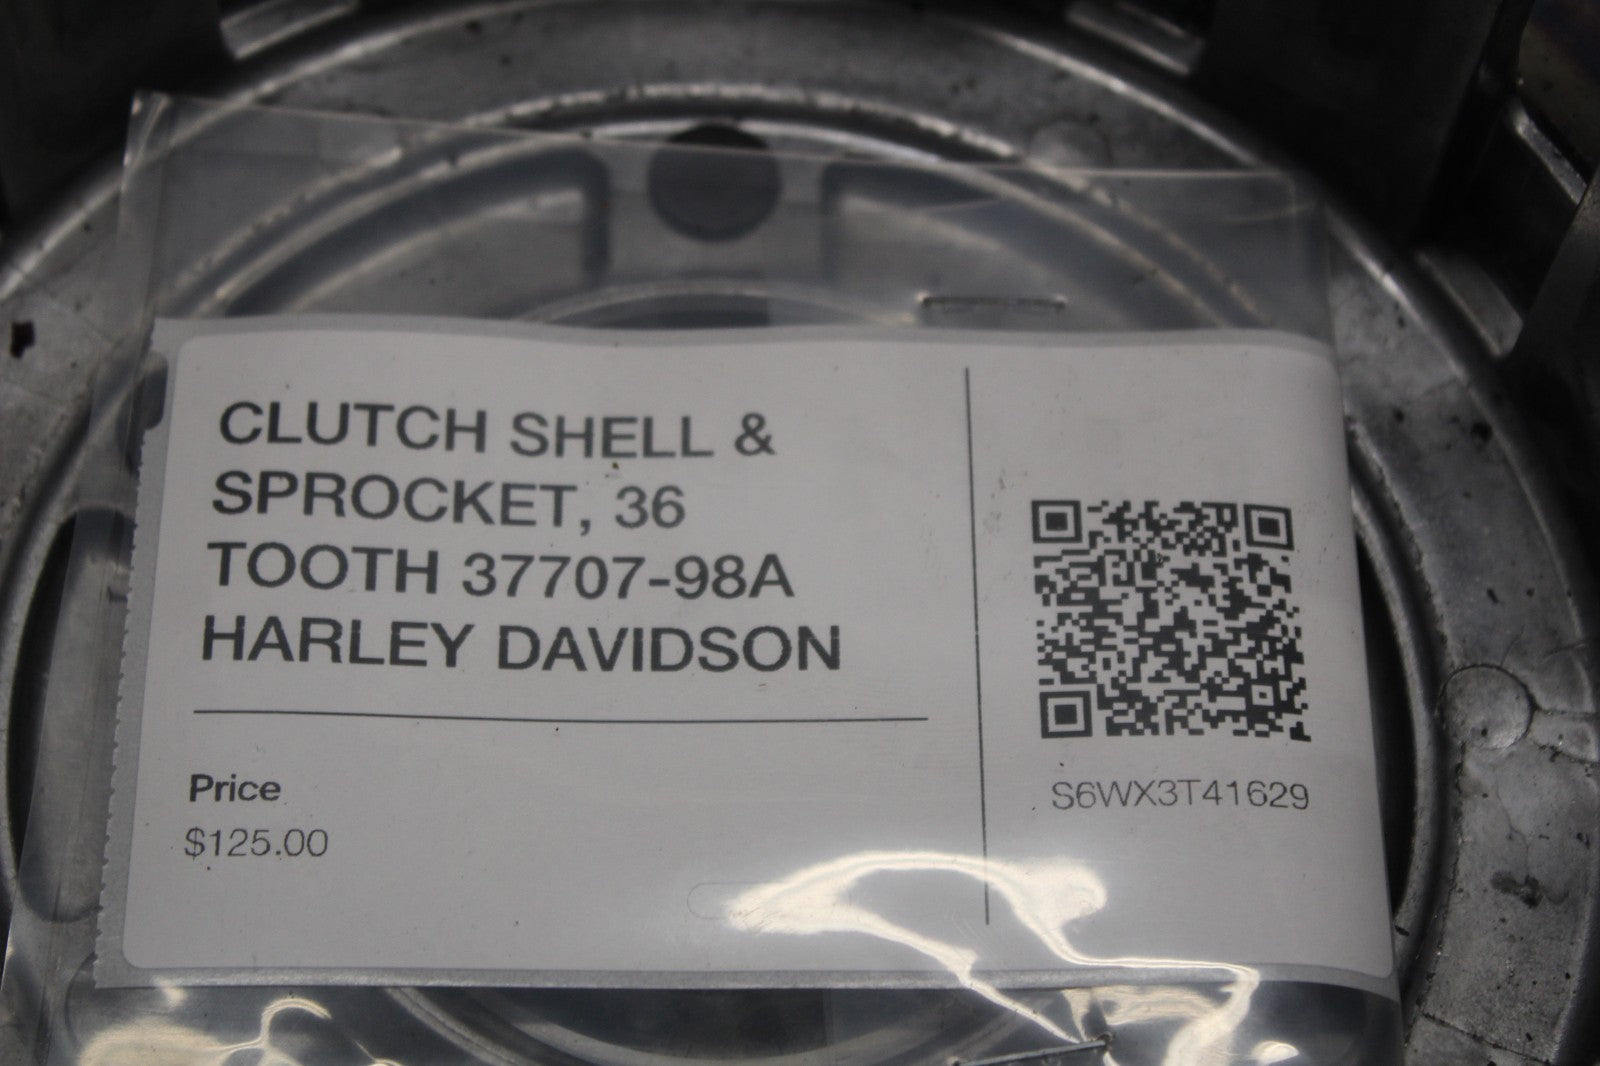 CLUTCH SHELL &
SPROCKET, 36
TOOTH 37707-98A
HARLEY DAVIDSON
Price
$125.00
S6WX3T41629